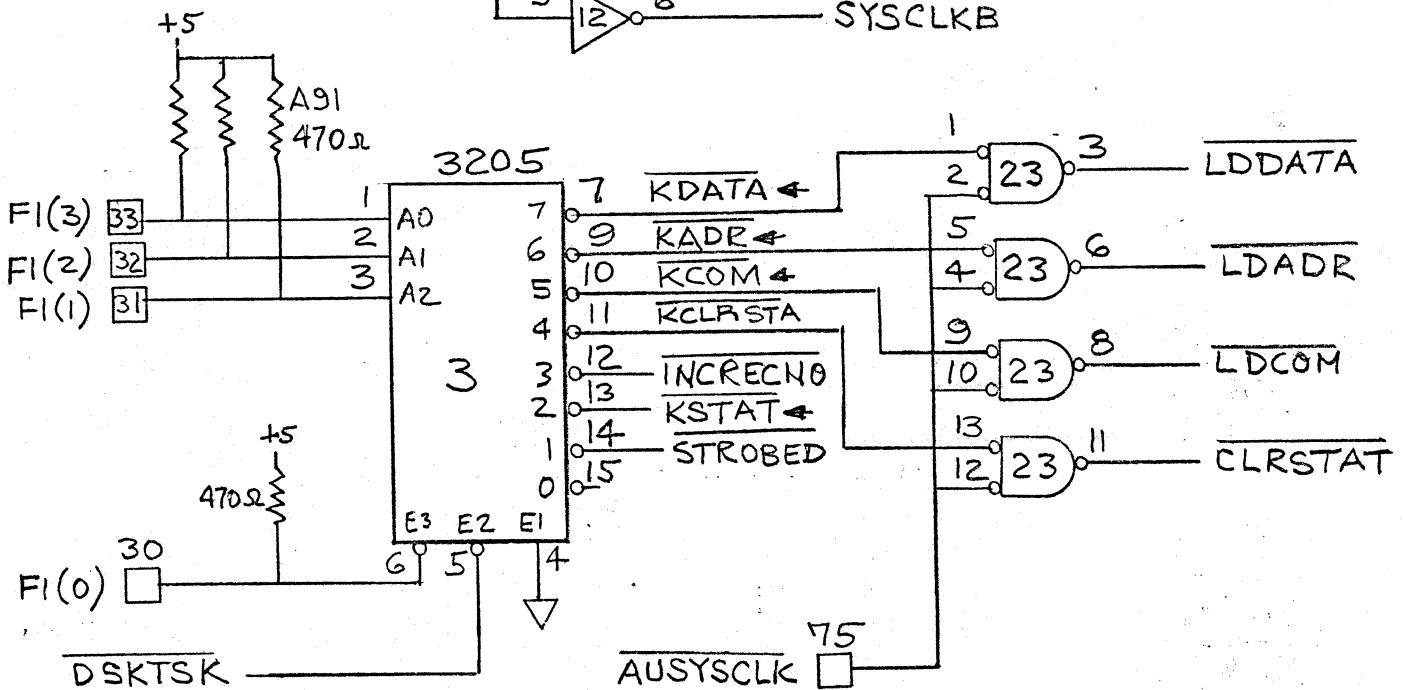 5 12 6 SYSCLKB
+5
A91
470Ω
3205
F1(3) 33 1 A0
F1(2) 32 2 A1
F1(1) 31 3 A2
3
7 7 KDATA
6 9 KADR
5 10 KCOM
4 11 KCLRSTA
3 12 INCRECNO
2 13 KSTAT
1 14 STROBED
0 15
E3 E2 E1
6 5 4
+5
470Ω
F1(0) 30
DSKTSK
AUSYSCLK 75
1 2 23 3 LDDATA
5 4 23 6 LDADR
9 10 23 8 LDCOM
13 12 23 11 CLRSTAT